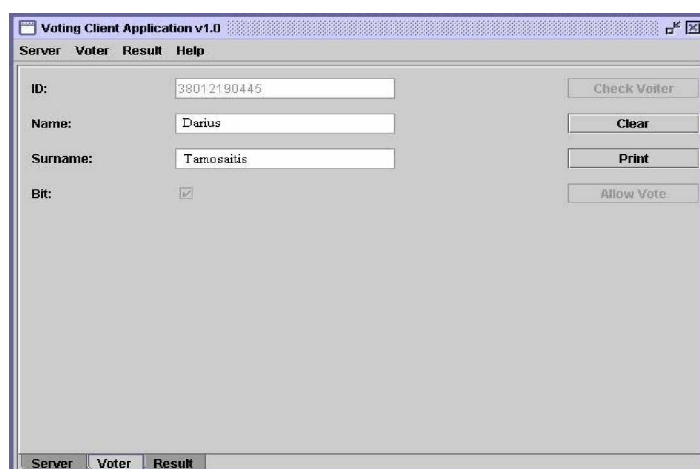 Voting Client Application v1.0
Server Voter Result Help
ID: 38012190445 Check Voiter
Name: Darius Clear
Surname: Tamosaitis Print
Bit: Allow Vote
Server Voter Result